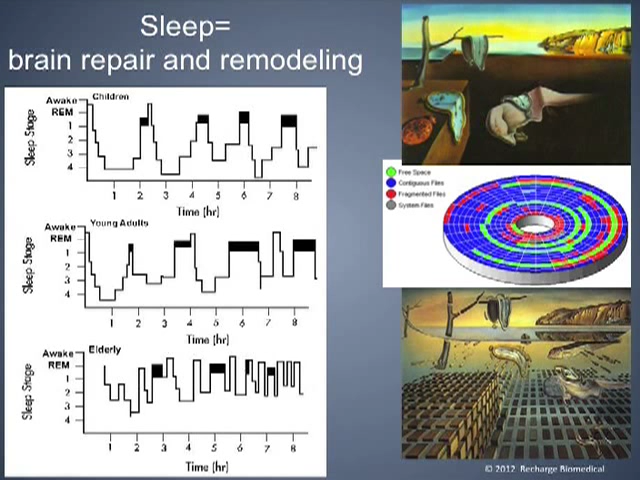 Sleep=
brain repair and remodeling
Children
Awake
REM
1
2
3
4
Sleep Stage
1 2 3 4 5 6 7 8
Time [hr]
Young Adults
Awake
REM
1
2
3
4
Sleep Stage
1 2 3 4 5 6 7 8
Time [hr]
Elderly
Awake
REM
1
2
3
4
Sleep Stage
1 2 3 4 5 6 7 8
Time [hr]
Free Space
Contiguous Files
Fragmented Files
System Files
© 2012 Recharge Biomedical